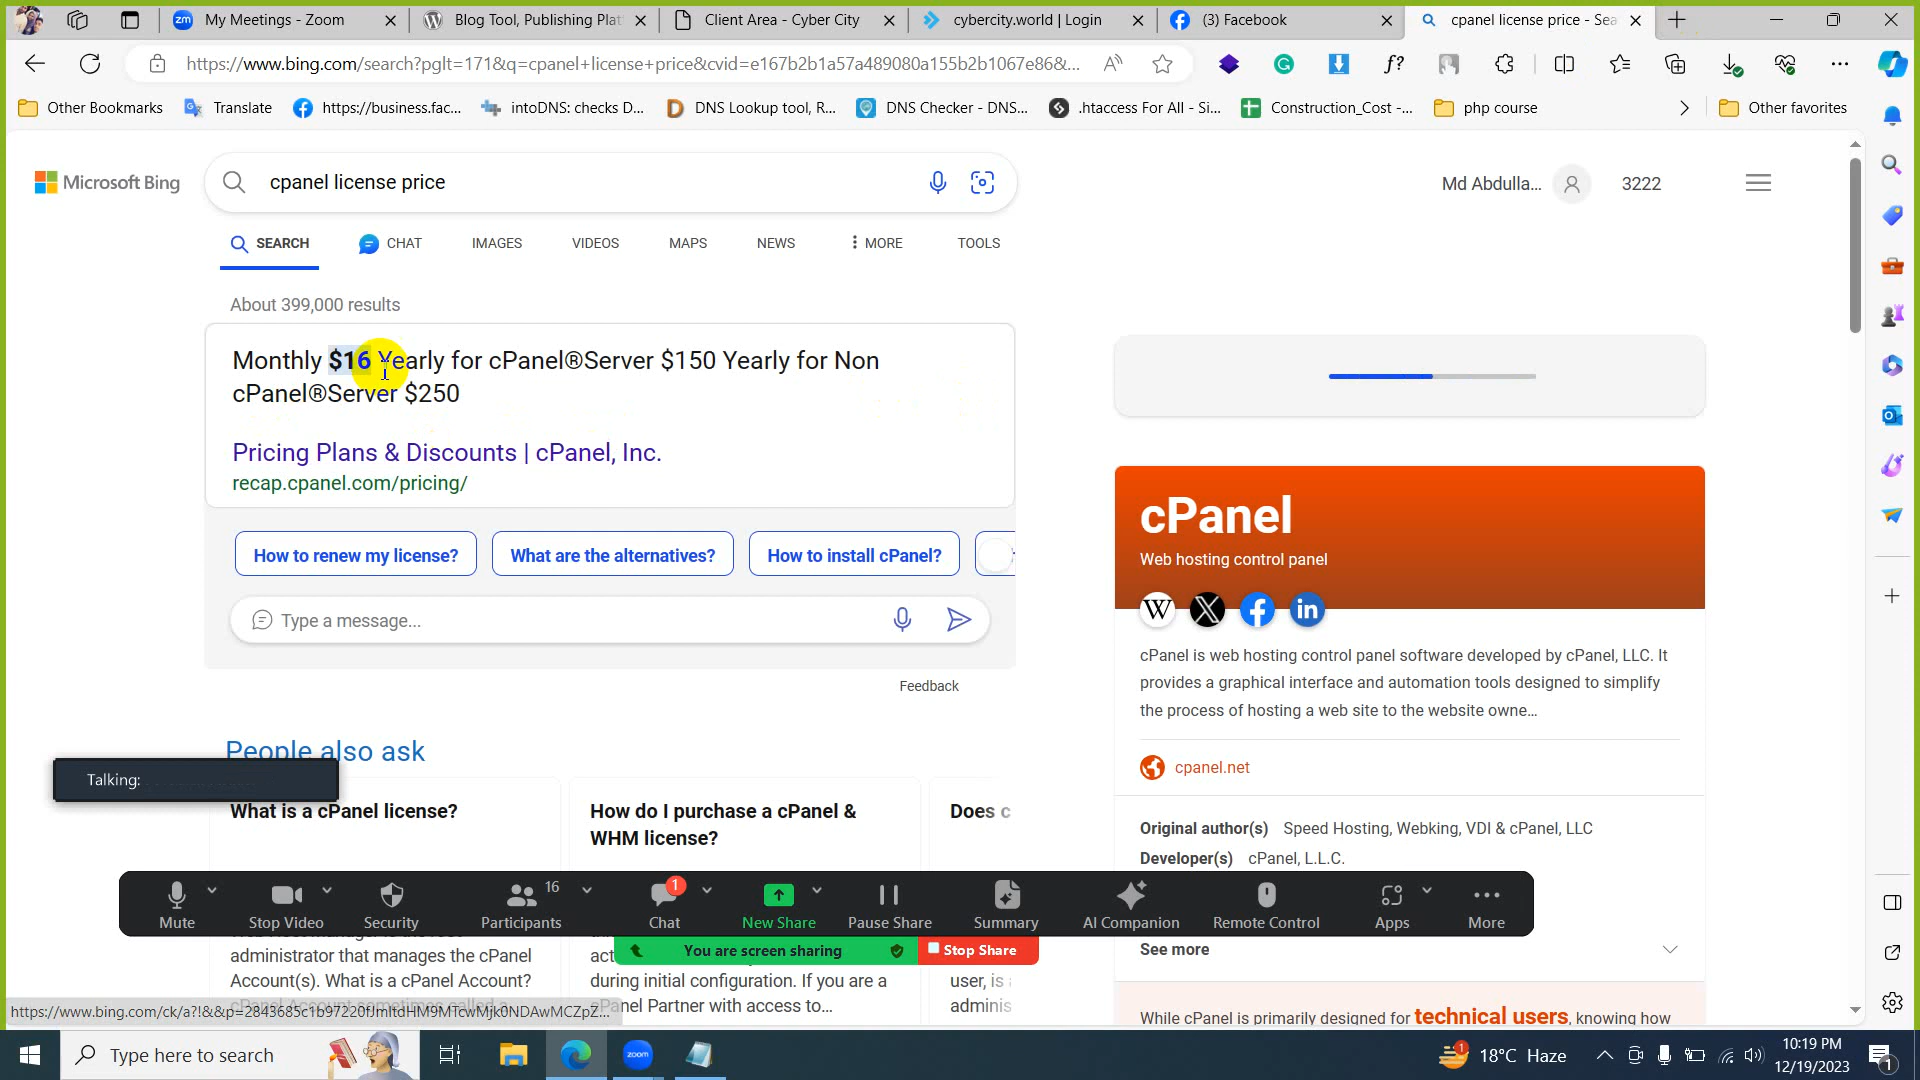 My Meetings - Zoom
Blog Tool, Publishing Plat
Client Area - Cyber City
cybercity.world | Login
(3) Facebook
cpanel license price - Sea
https://www.bing.com/search?pglt=171&q=cpanel+license+price&cvid=e167b2b1a57a489080a155b2b1067e86&...
Other Bookmarks
Translate
https://business.fac...
intoDNS: checks D...
DNS Lookup tool, R...
DNS Checker - DNS...
.htaccess For All - Si...
Construction_Cost -...
php course
Other favorites
Microsoft Bing
cpanel license price
Md Abdulla...
3222
SEARCH
CHAT
IMAGES
VIDEOS
MAPS
NEWS
MORE
TOOLS
About 399,000 results
Monthly $16 Yearly for cPanel®Server $150 Yearly for Non
cPanel®Server $250
Pricing Plans & Discounts | cPanel, Inc.
recap.cpanel.com/pricing/
How to renew my license?
What are the alternatives?
How to install cPanel?
Type a message...
Feedback
cPanel
Web hosting control panel
cPanel is web hosting control panel software developed by cPanel, LLC. It
provides a graphical interface and automation tools designed to simplify
the process of hosting a web site to the website owne...
cpanel.net
Original author(s) Speed Hosting, Webking, VDI & cPanel, LLC
Developer(s) cPanel, L.L.C.
See more
While cPanel is primarily designed for technical users, knowing how
People also ask
Talking:
What is a cPanel license?
How do I purchase a cPanel &
WHM license?
Does c
Mute
Stop Video
Security
Participants
16
Chat
1
New Share
Pause Share
Summary
AI Companion
Remote Control
Apps
More
You are screen sharing
Stop Share
administrator that manages the cPanel
Account(s). What is a cPanel Account?
act
during initial configuration. If you are a
cPanel Partner with access to...
user, is
adminis
https://www.bing.com/ck/a?!&&p=2843685c1b97220fJmltdHM9MTcwMjk0NDAwMCZpZ...
Type here to search
zoom
1
18°C Haze
10:19 PM
12/19/2023
1